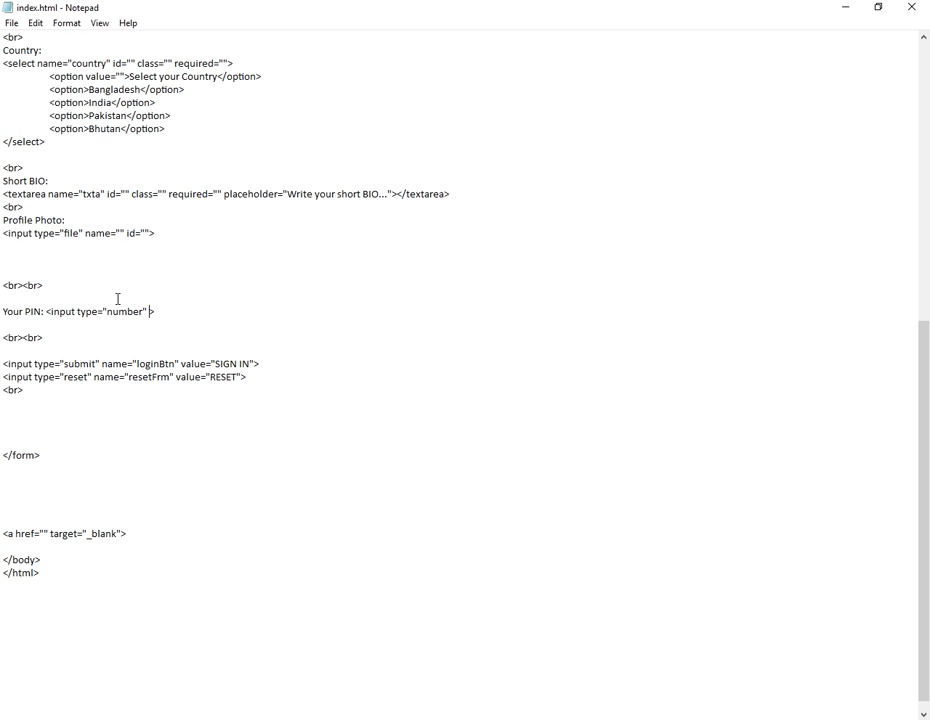 index.html - Notepad
File Edit Format View Help
<br>
Country:
<select name="country" id="" class="" required="">
<option value="">Select your Country</option>
<option>Bangladesh</option>
<option>India</option>
<option>Pakistan</option>
<option>Bhutan</option>
</select>
<br>
Short BIO:
<textarea name="txta" id="" class="" required="" placeholder="Write your short BIO..."></textarea>
<br>
Profile Photo:
<input type="file" name="" id="">
<br><br>
Your PIN: <input type="number" >
<br><br>
<input type="submit" name="loginBtn" value="SIGN IN">
<input type="reset" name="resetFrm" value="RESET">
<br>
</form>
<a href="" target="_blank">
</body>
</html>